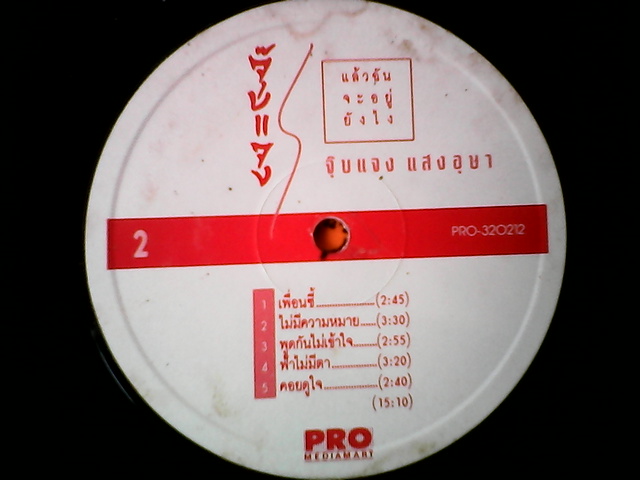 จุ๊บแจง
แล้วฉัน
จะอยู่
ยังไง
จุ๊บแจง แสงอุษา
2
PRO-320212
1 เพื่อนชี้ (2:45)
2 ไม่มีความหมาย (3:30)
3 พูดกันไม่เข้าใจ (2:55)
4 ฟ้าไม่มีตา (3:20)
5 คอยดูใจ (2:40)
(15:10)
PRO
MEDIAMART